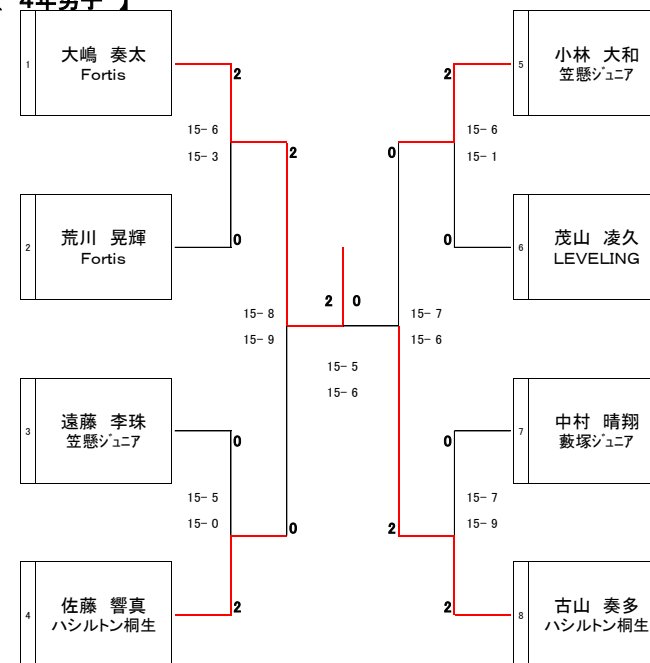 4年男子 】
1
大嶋 奏太
Fortis
2
荒川 晃輝
Fortis
3
遠藤 李珠
笠懸ジュニア
4
佐藤 響真
ハシルトン桐生
2
15- 6
15- 3
0
2
15- 8
15- 9
0
15- 5
15- 0
2
0
2 0
15- 5
15- 6
2
15- 6
15- 1
0
0
15- 7
15- 6
0
15- 7
15- 9
2
2
5
小林 大和
笠懸ジュニア
6
茂山 凌久
LEVELING
7
中村 晴翔
藪塚ジュニア
8
古山 奏多
ハシルトン桐生